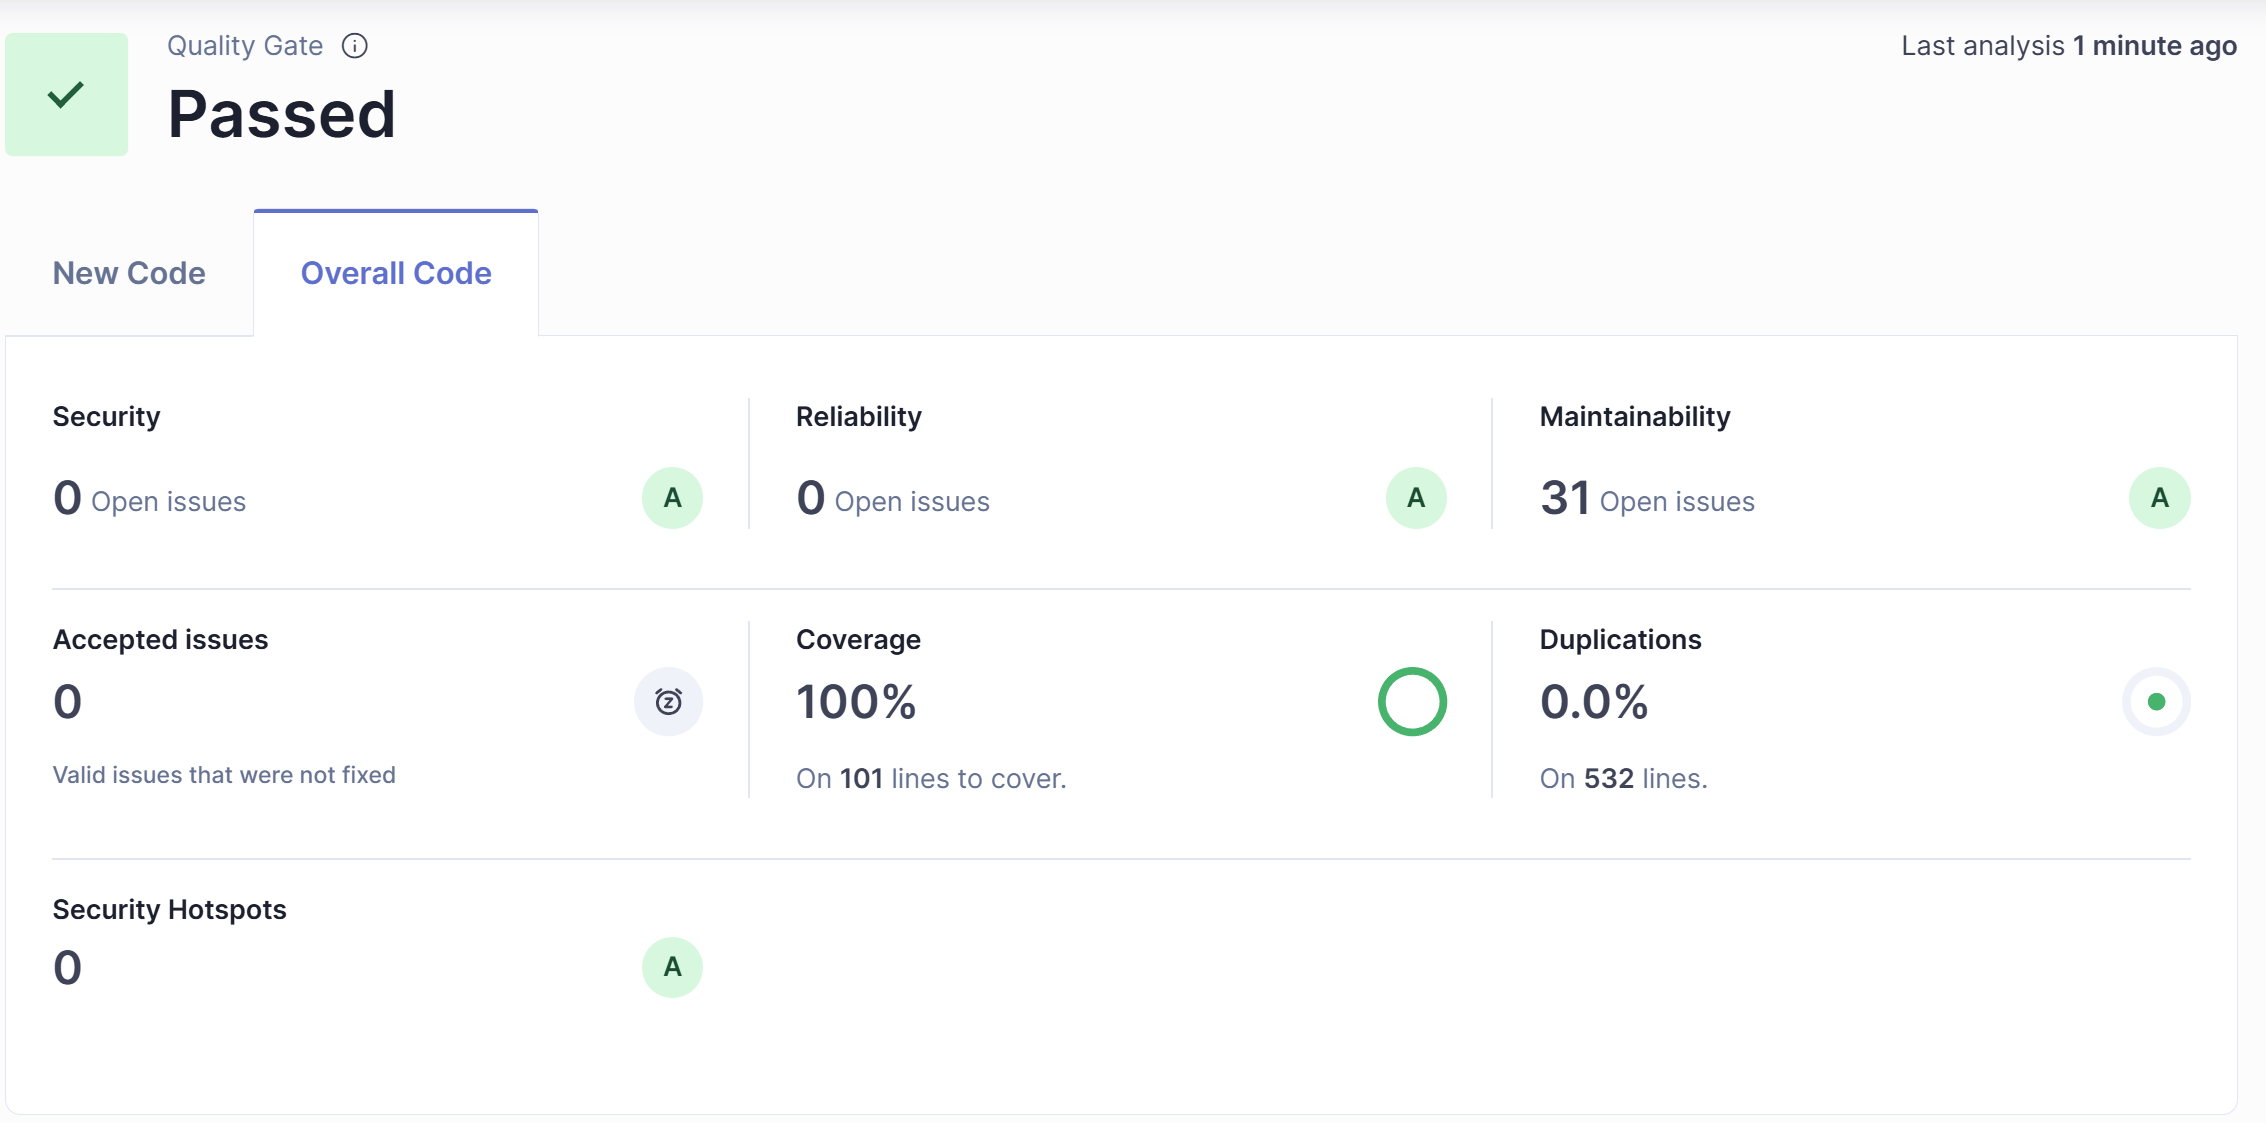 Quality Gate
Last analysis 1 minute ago
Passed
New Code
Overall Code
Security
0 Open issues
A
Reliability
0 Open issues
A
Maintainability
31 Open issues
A
Accepted issues
0
Valid issues that were not fixed
Coverage
100%
On 101 lines to cover.
Duplications
0.0%
On 532 lines.
Security Hotspots
0
A